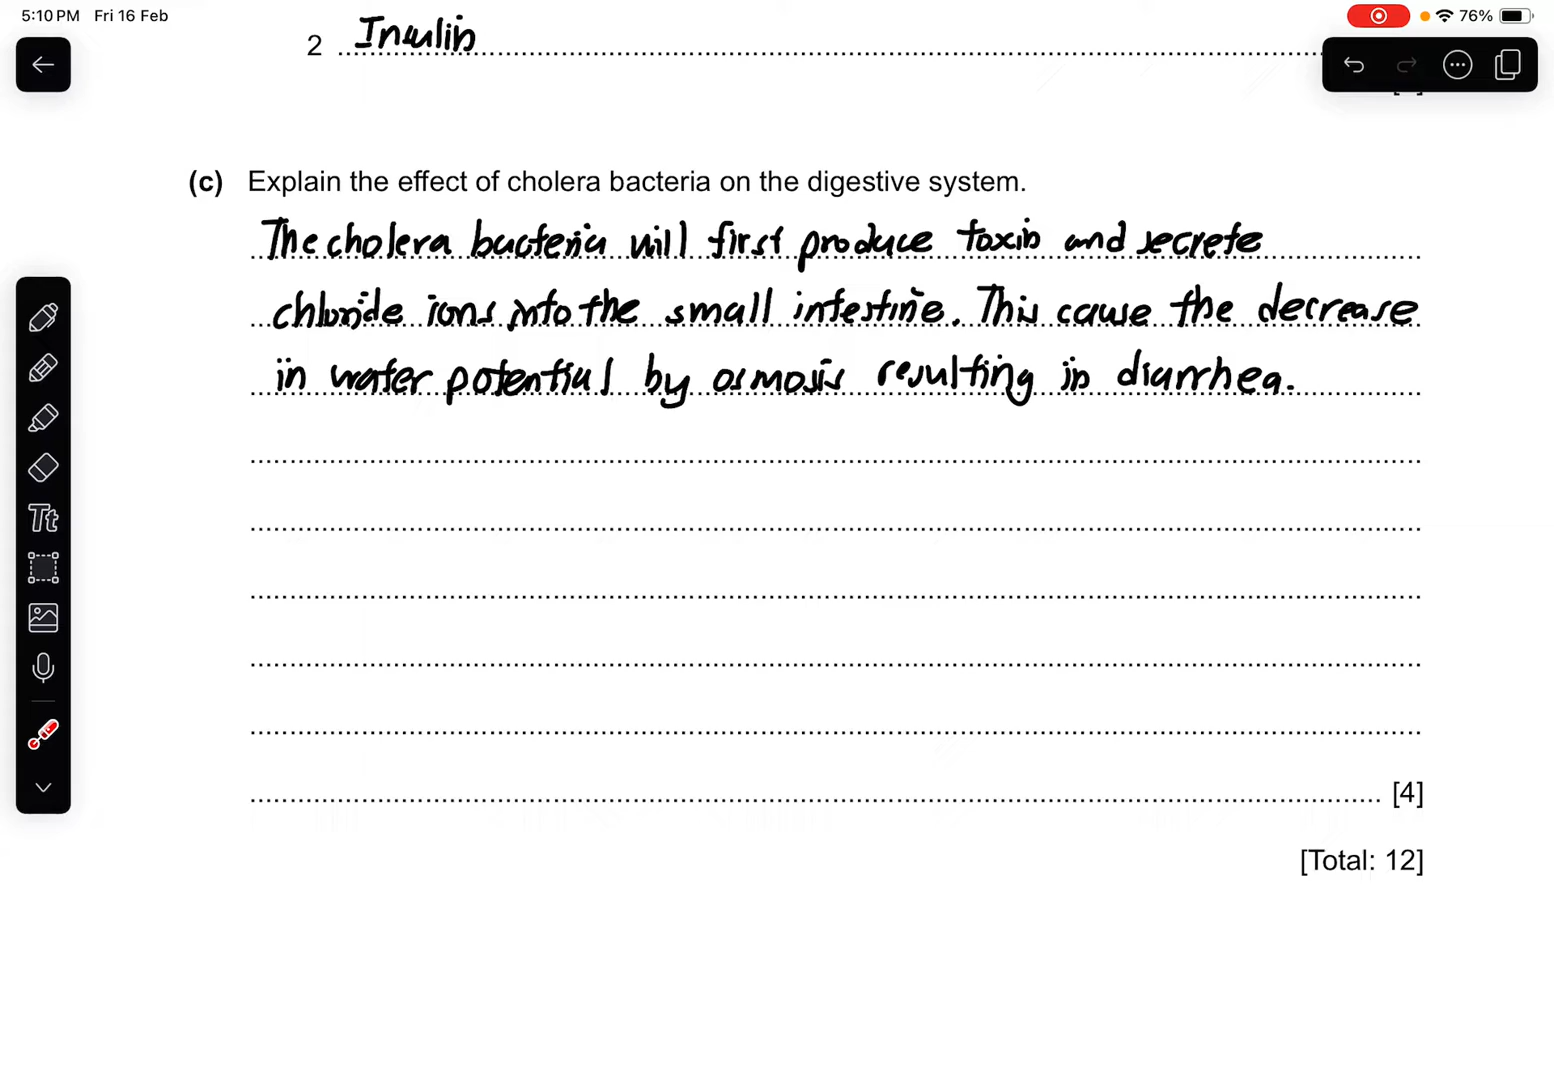 5:10 PM Fri 16 Feb
76%
2 Insulin
(c) Explain the effect of cholera bacteria on the digestive system.
The cholera bacteria will first produce toxin and secrete
chloride ions into the small intestine. This cause the decrease
in water potential by osmosis resulting in diarrhea.
[4]
[Total: 12]